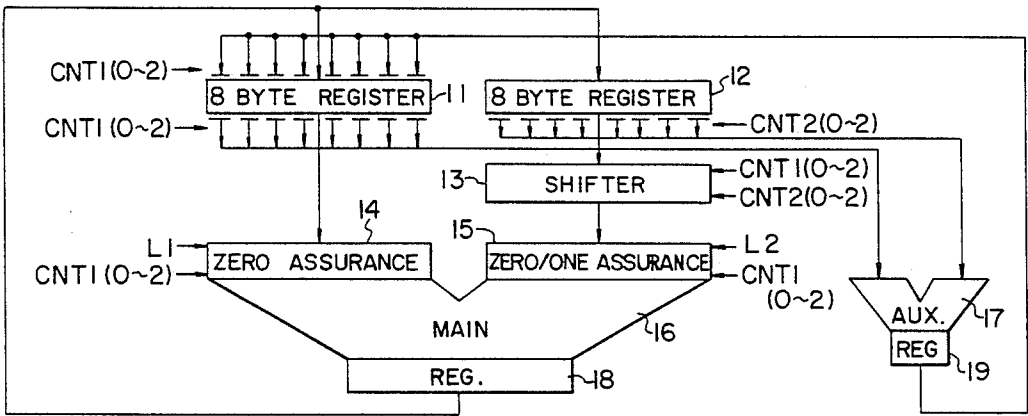 CNT1(0~2)
8 BYTE REGISTER
11
8 BYTE REGISTER
12
CNT1(0~2)
CNT2(0~2)
13
SHIFTER
CNT1(0~2)
CNT2(0~2)
14
15
L1
ZERO ASSURANCE
ZERO/ONE ASSURANCE
L2
CNT1(0~2)
CNT1
(0~2)
MAIN
16
AUX.
17
REG.
18
REG
19